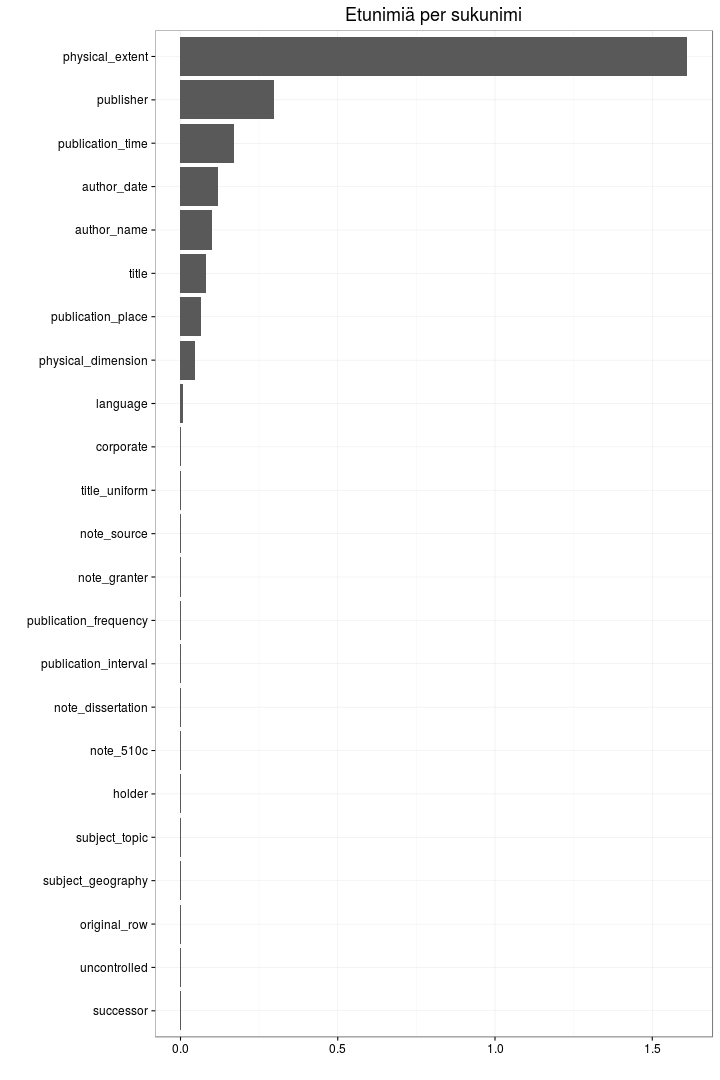 Etunimiä per sukunimi
physical_extent
publisher
publication_time
author_date
author_name
title
publication_place
physical_dimension
language
corporate
title_uniform
note_source
note_granter
publication_frequency
publication_interval
note_dissertation
note_510c
holder
subject_topic
subject_geography
original_row
uncontrolled
successor
0.0 0.5 1.0 1.5